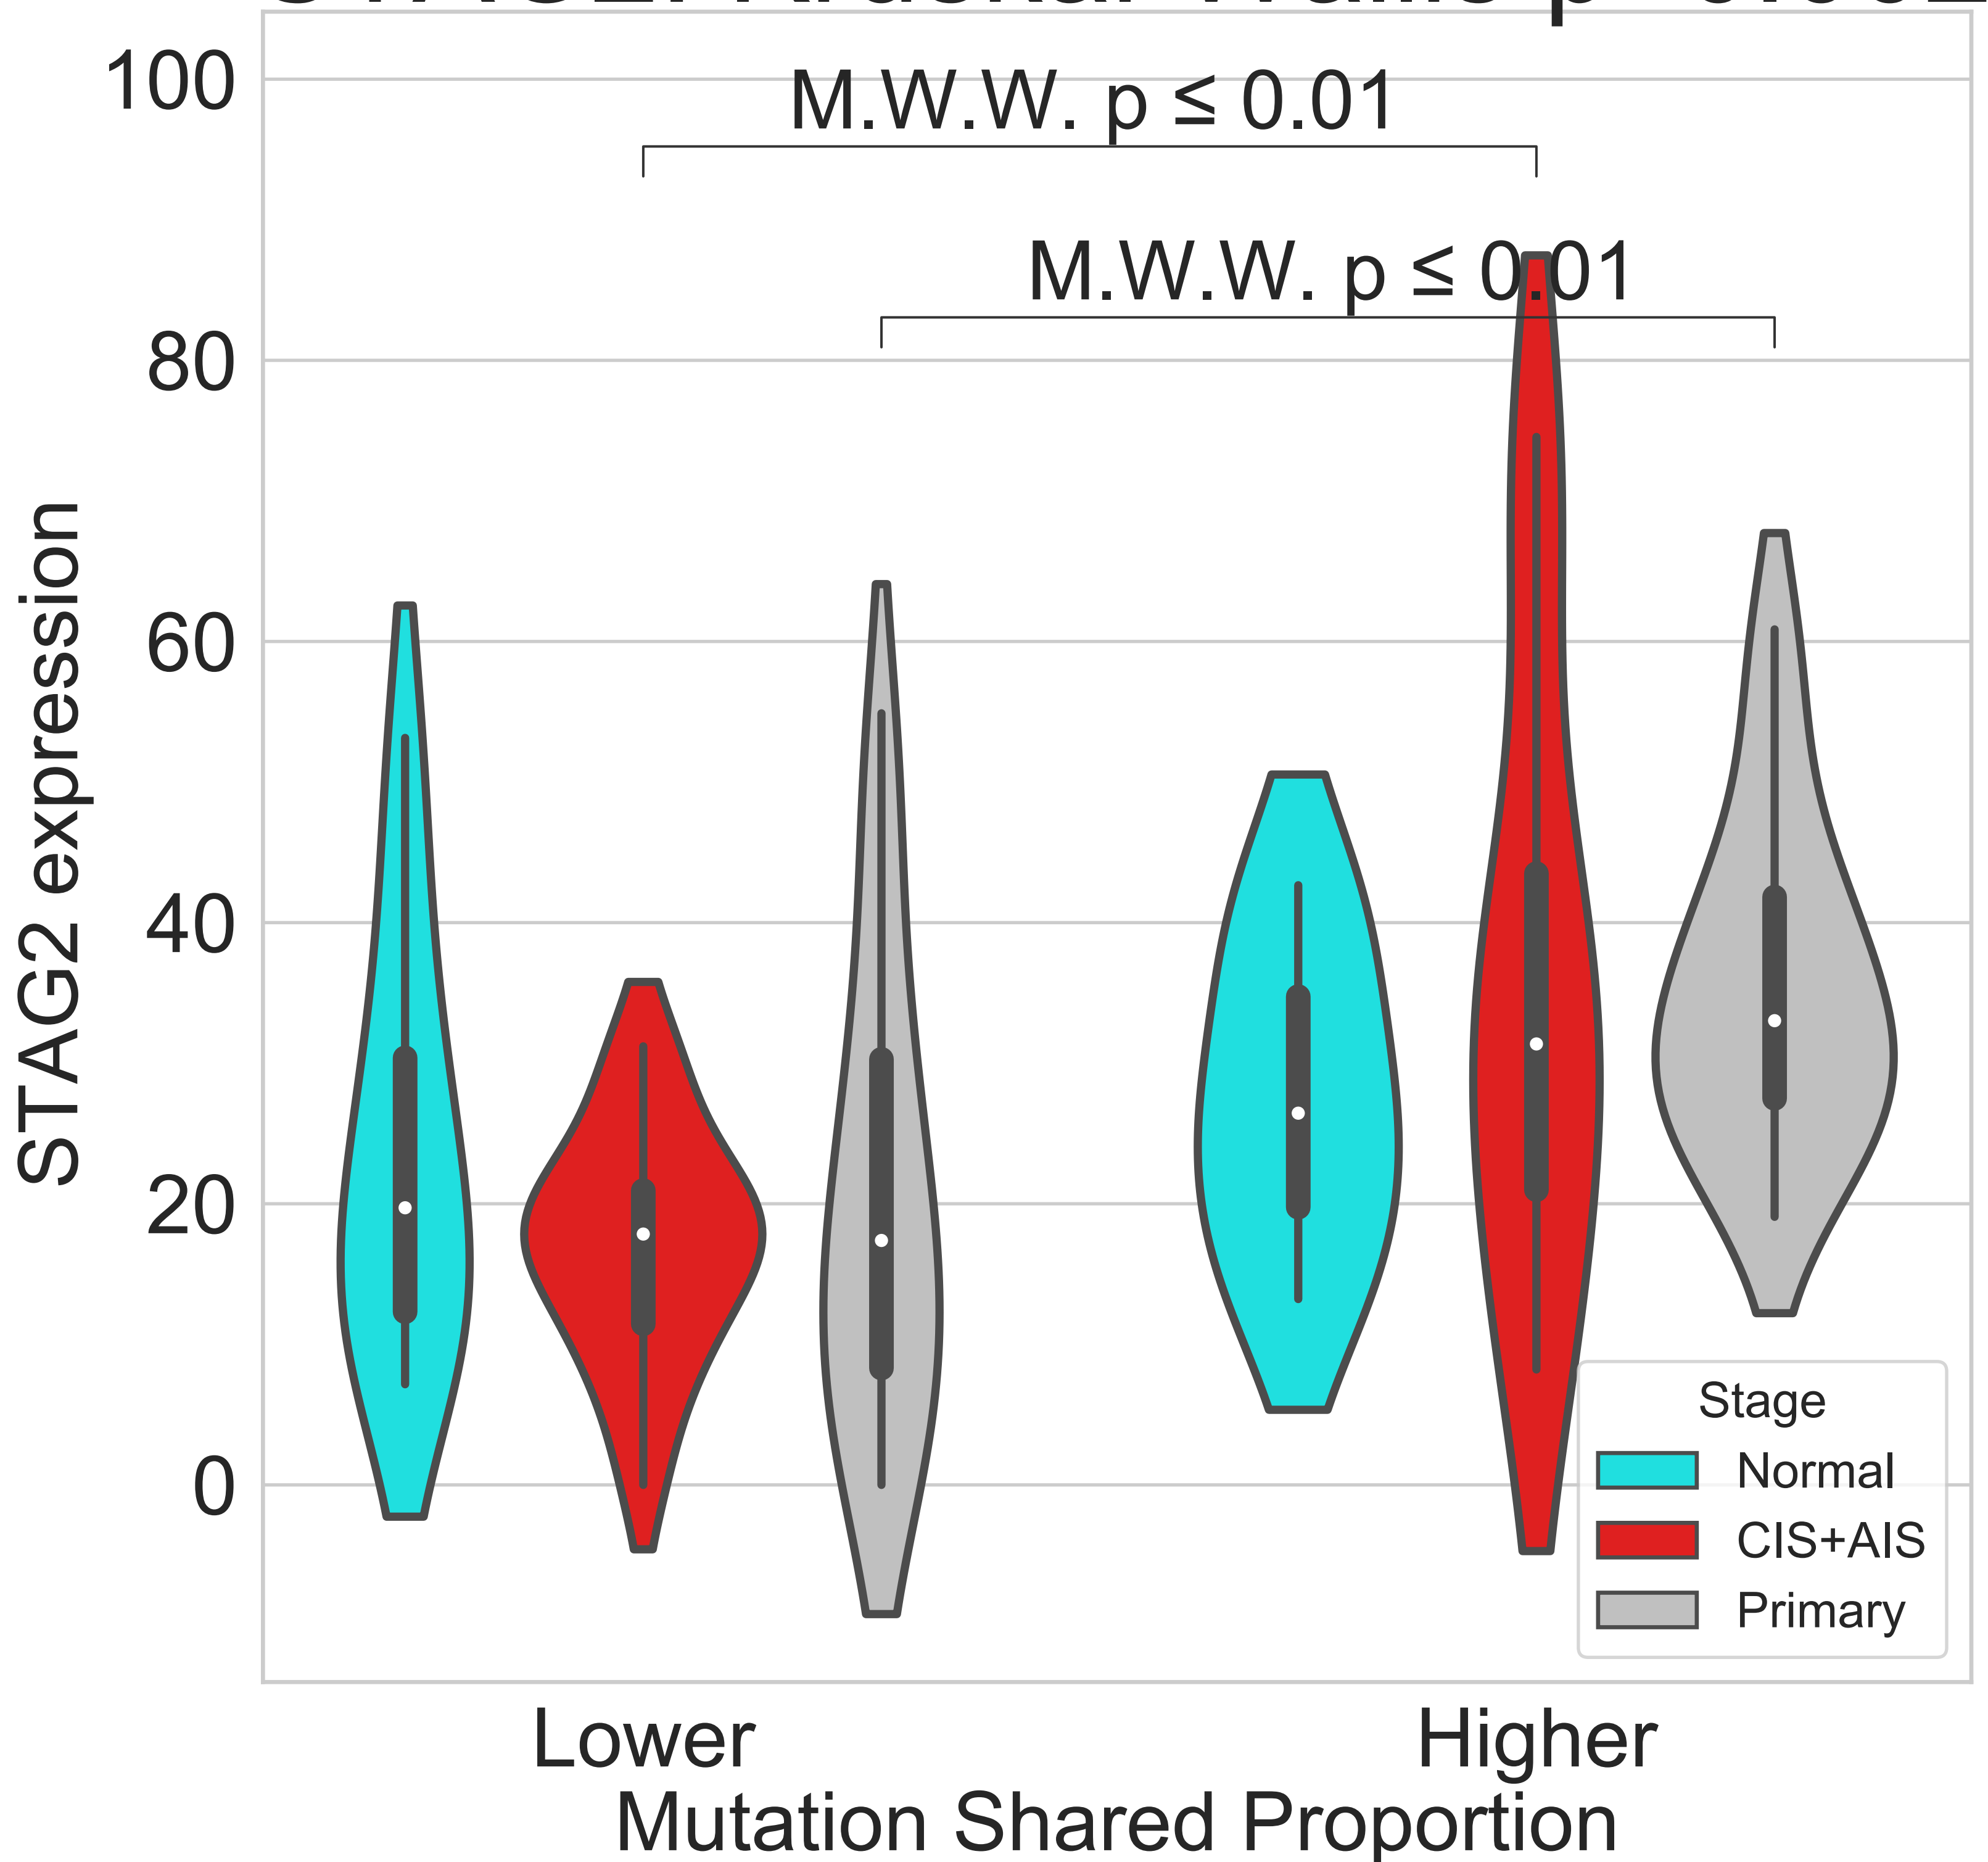 100
M.W.W. p ≤ 0.01
M.W.W. p ≤ 0.01
80
60
40
20
0
STAG2 expression
Stage
Normal
CIS+AIS
Primary
Lower
Higher
Mutation Shared Proportion